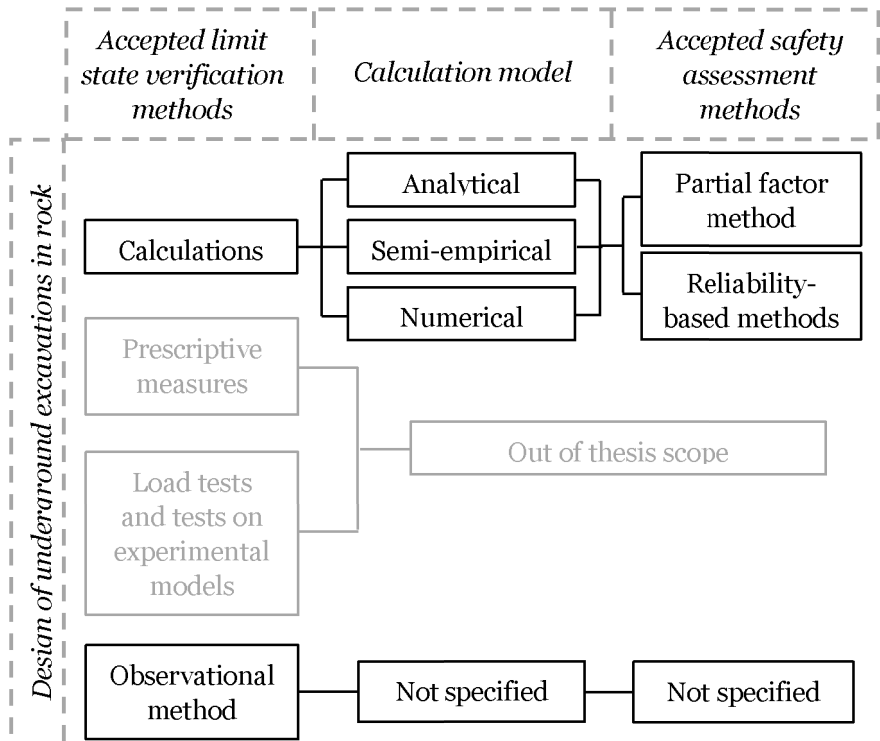 Accepted limit
state verification
methods
Calculation model
Accepted safety
assessment
methods
Design of underground excavations in rock
Calculations
Analytical
Semi-empirical
Numerical
Partial factor
method
Reliability-
based methods
Prescriptive
measures
Load tests
and tests on
experimental
models
Out of thesis scope
Observational
method
Not specified
Not specified